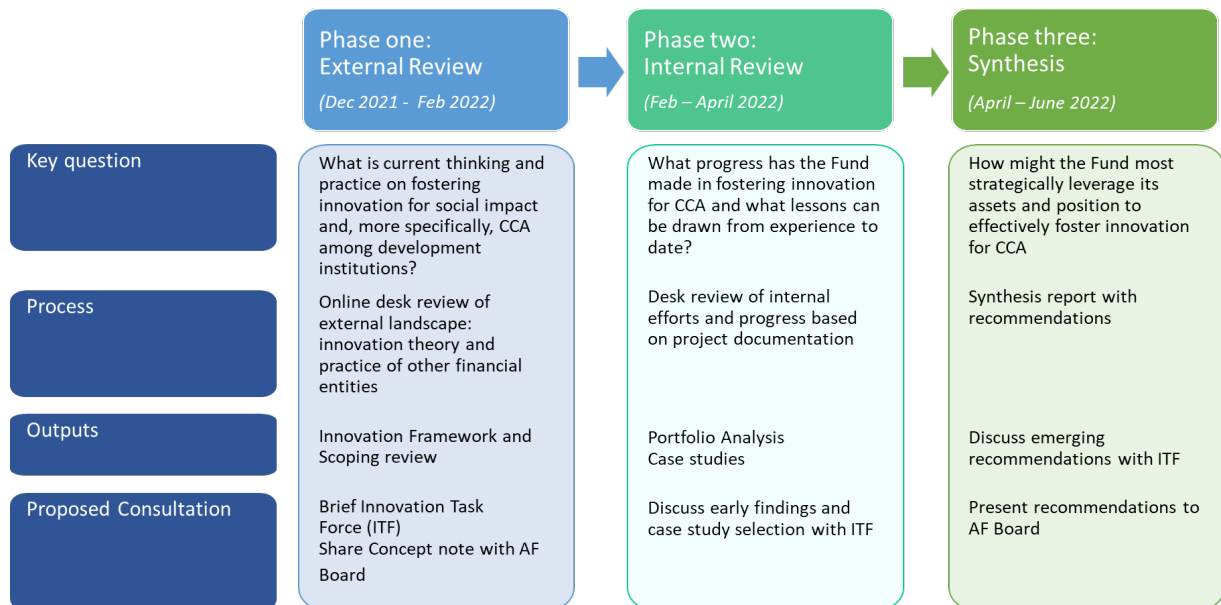 Phase one:
External Review
(Dec 2021 - Feb 2022)
Phase two:
Internal Review
(Feb – April 2022)
Phase three:
Synthesis
(April – June 2022)
Key question
What is current thinking and
practice on fostering
innovation for social impact
and, more specifically, CCA
among development
institutions?
What progress has the Fund
made in fostering innovation
for CCA and what lessons can
be drawn from experience to
date?
How might the Fund most
strategically leverage its
assets and position to
effectively foster innovation
for CCA
Process
Online desk review of
external landscape:
innovation theory and
practice of other financial
entities
Desk review of internal
efforts and progress based
on project documentation
Synthesis report with
recommendations
Outputs
Innovation Framework and
Scoping review
Portfolio Analysis
Case studies
Discuss emerging
recommendations with ITF
Proposed Consultation
Brief Innovation Task
Force (ITF)
Share Concept note with AF
Board
Discuss early findings and
case study selection with ITF
Present recommendations to
AF Board